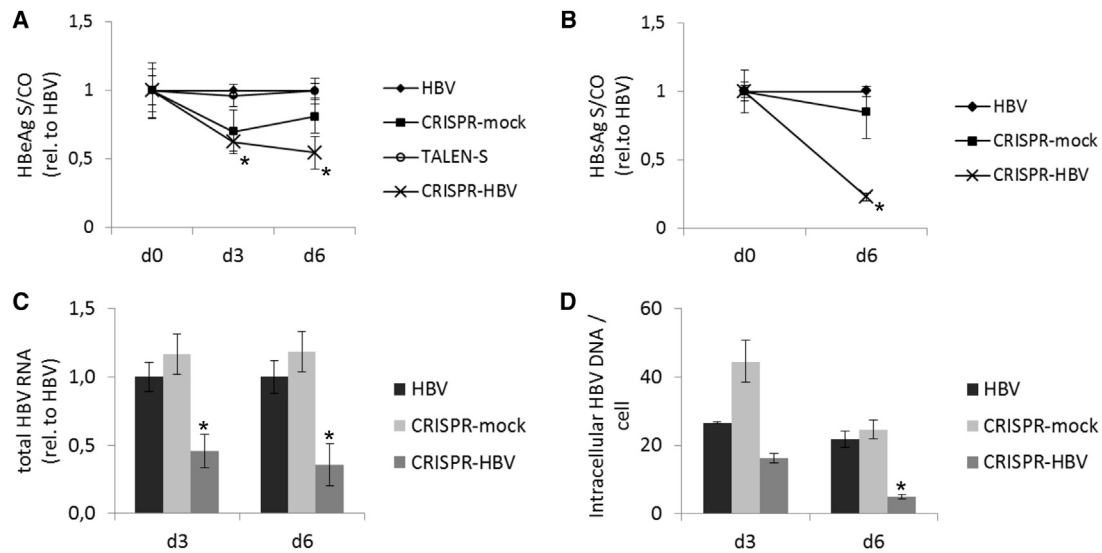 A
HBeAg S/CO
(rel. to HBV)
1,5
1
0,5
0
d0
d3
d6
*
*
HBV
CRISPR-mock
TALEN-S
CRISPR-HBV
B
HBsAg S/CO
(rel.to HBV)
1,5
1
0,5
0
d0
d6
*
HBV
CRISPR-mock
CRISPR-HBV
C
total HBV RNA
(rel. to HBV)
1,5
1,0
0,5
0,0
d3
d6
*
*
HBV
CRISPR-mock
CRISPR-HBV
D
Intracellular HBV DNA /
cell
60
40
20
0
d3
d6
*
HBV
CRISPR-mock
CRISPR-HBV